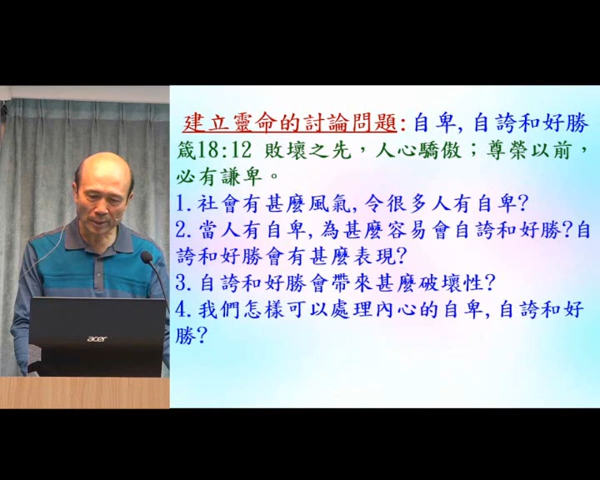 建立靈命的討論問題:自卑,自誇和好勝
箴18:12 敗壞之先,人心驕傲;尊榮以前,
必有謙卑。
1.社會有甚麼風氣,令很多人有自卑?
2.當人有自卑,為甚麼容易會自誇和好勝?自
誇和好勝會有甚麼表現?
3.自誇和好勝會帶來甚麼破壞性?
4.我們怎樣可以處理內心的自卑,自誇和好
勝?
acer